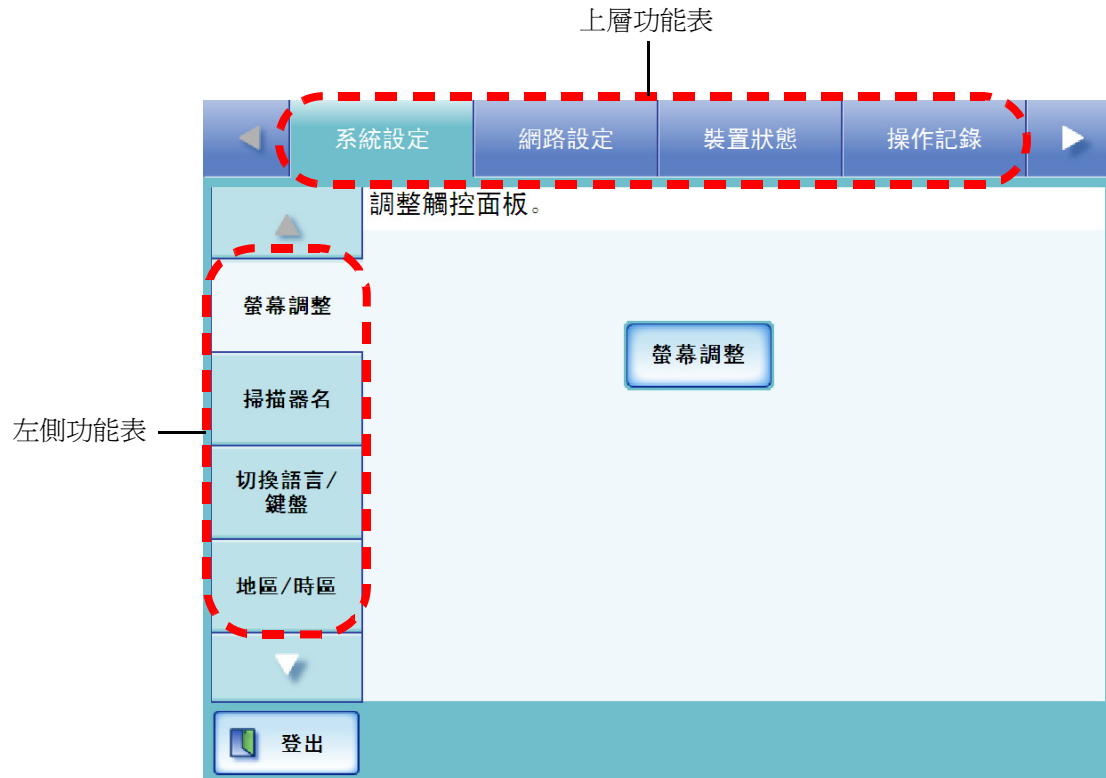 上層功能表
系統設定
網路設定
裝置狀態
操作記錄
調整觸控面板。
螢幕調整
螢幕調整
掃描器名
左側功能表
切換語言/
鍵盤
地區/時區
登出